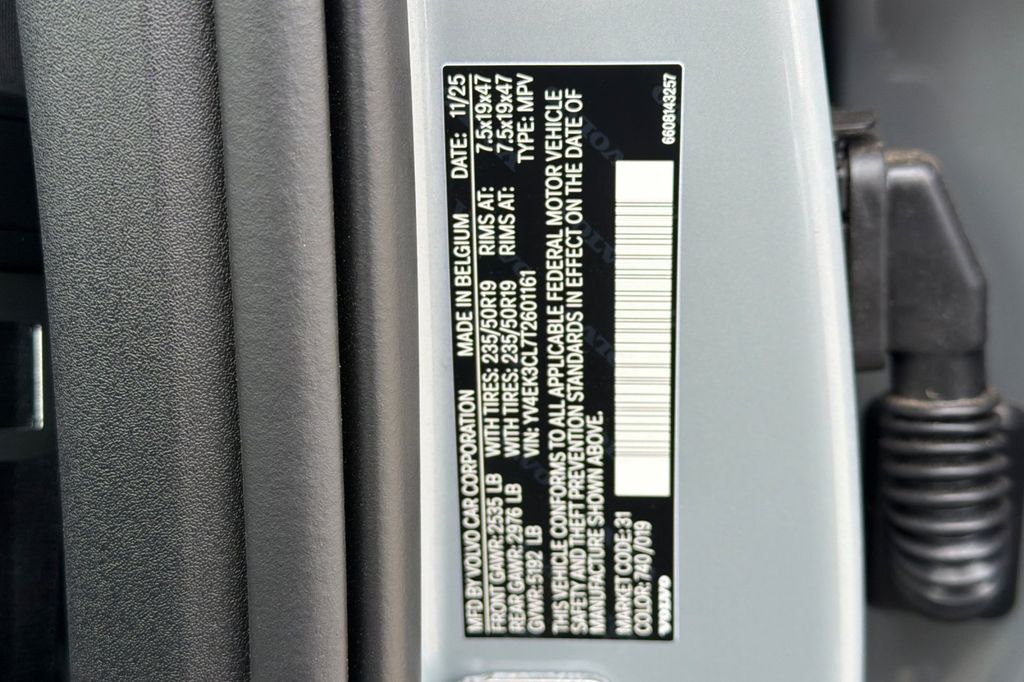 MFD BY VOLVO CAR CORPORATION MADE IN BELGIUM DATE: 11/25
FRONT GAWR: 2535 LB WITH TIRES: 235/50R19 RIMS AT: 7.5x19x47
REAR GAWR: 2976 LB WITH TIRES: 235/50R19 RIMS AT: 7.5x19x47
GVWR: 5192 LB VIN: YV4EK3CL7T2601161 TYPE: MPV
THIS VEHICLE CONFORMS TO ALL APPLICABLE FEDERAL MOTOR VEHICLE
SAFETY AND THEFT PREVENTION STANDARDS IN EFFECT ON THE DATE OF
MANUFACTURE SHOWN ABOVE.
MARKET CODE: 31
COLOR: 740/019
VOLVO
6608143257